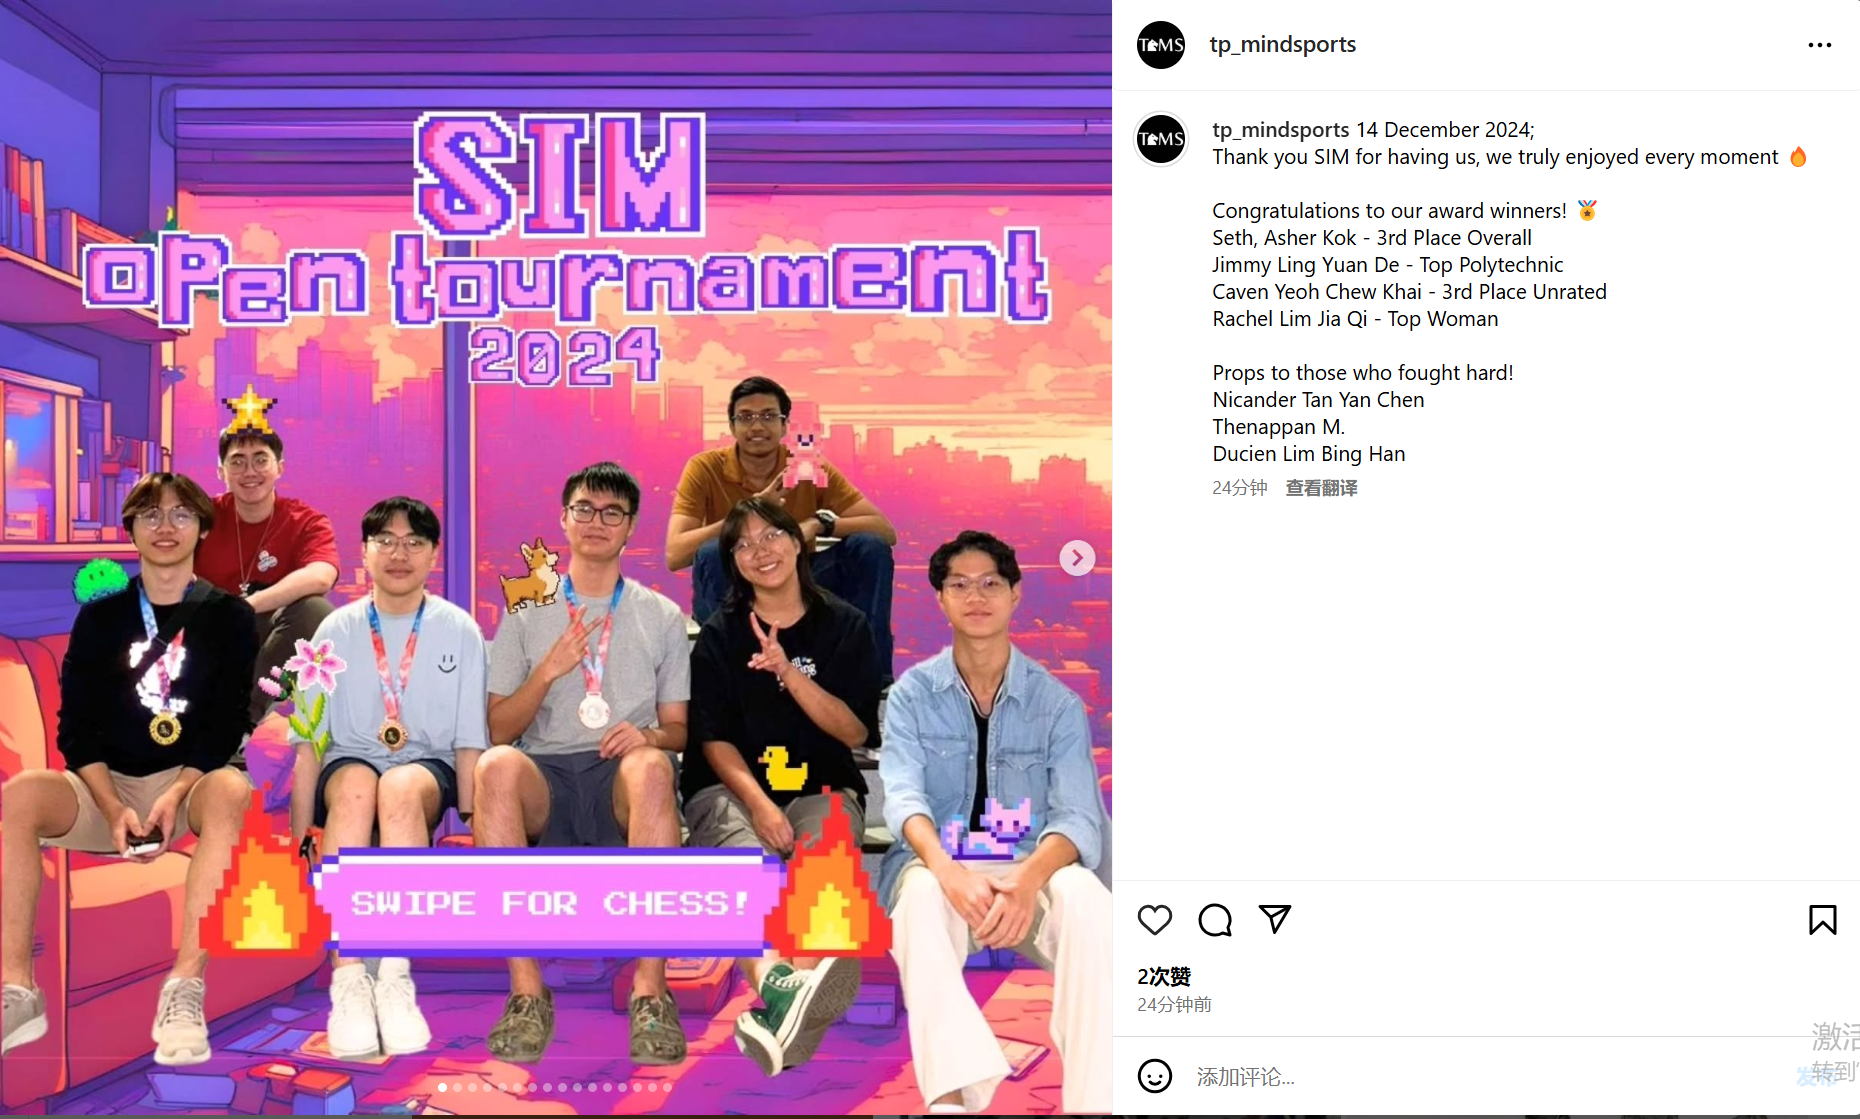 SIM
open tournament
2024
SWIPE FOR CHESS!
TMS
tp_mindsports
TMS
tp_mindsports 14 December 2024;
Thank you SIM for having us, we truly enjoyed every moment 🔥
Congratulations to our award winners! 🏅
Seth, Asher Kok - 3rd Place Overall
Jimmy Ling Yuan De - Top Polytechnic
Caven Yeoh Chew Khai - 3rd Place Unrated
Rachel Lim Jia Qi - Top Woman
Props to those who fought hard!
Nicander Tan Yan Chen
Thenappan M.
Ducien Lim Bing Han
24分钟 查看翻译
2次赞
24分钟前
添加评论...
发布
激活
转到"